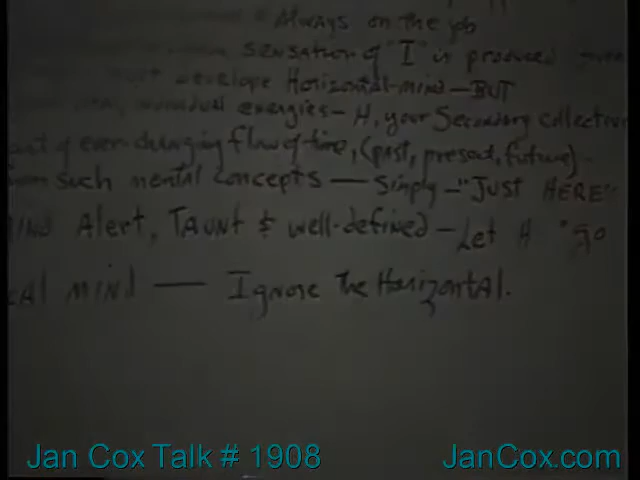 Always on the job
SENSATION of "I" is produced
develope Horizontal-mind — BUT
individual energies — H, your Secondary collection
of ever-changing flow of time, (past, present, future) —
such mental concepts — simply — "JUST HERE"
MIND Alert, TAUNT & well-defined — Let H "go
MIND — Ignore the Horizontal.
Jan Cox Talk # 1908
JanCox.com